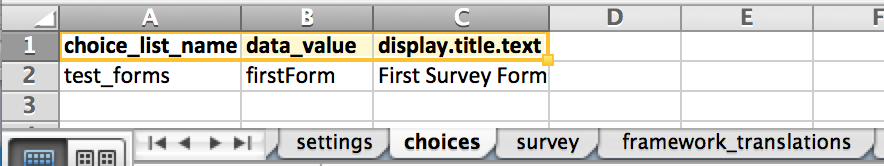 A B C D E F
1 choice_list_name data_value display.title.text
2 test_forms firstForm First Survey Form
3
settings choices survey framework_translations